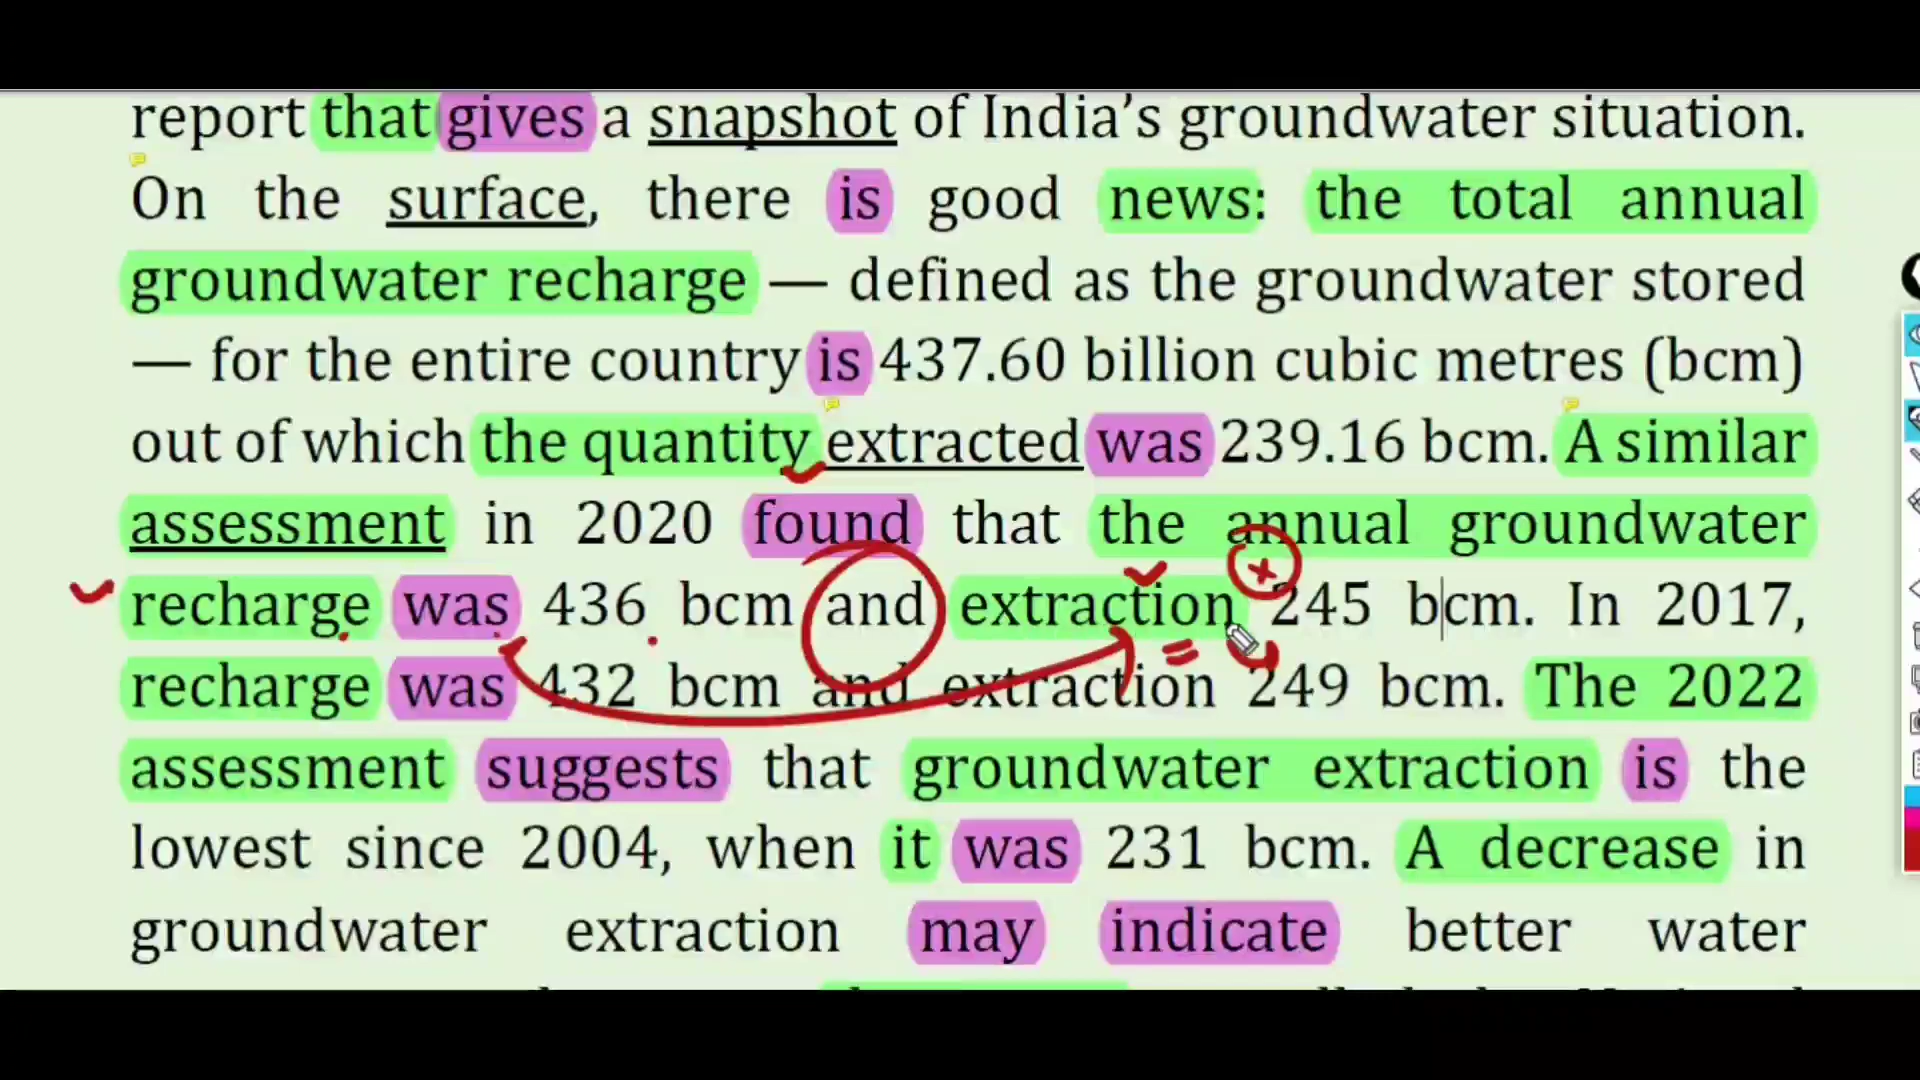 report that gives a snapshot of India’s groundwater situation.
On the surface, there is good news: the total annual
groundwater recharge — defined as the groundwater stored
— for the entire country is 437.60 billion cubic metres (bcm)
out of which the quantity extracted was 239.16 bcm. A similar
assessment in 2020 found that the annual groundwater
recharge was 436 bcm and extraction 245 bcm. In 2017,
recharge was 432 bcm and extraction 249 bcm. The 2022
assessment suggests that groundwater extraction is the
lowest since 2004, when it was 231 bcm. A decrease in
groundwater extraction may indicate better water